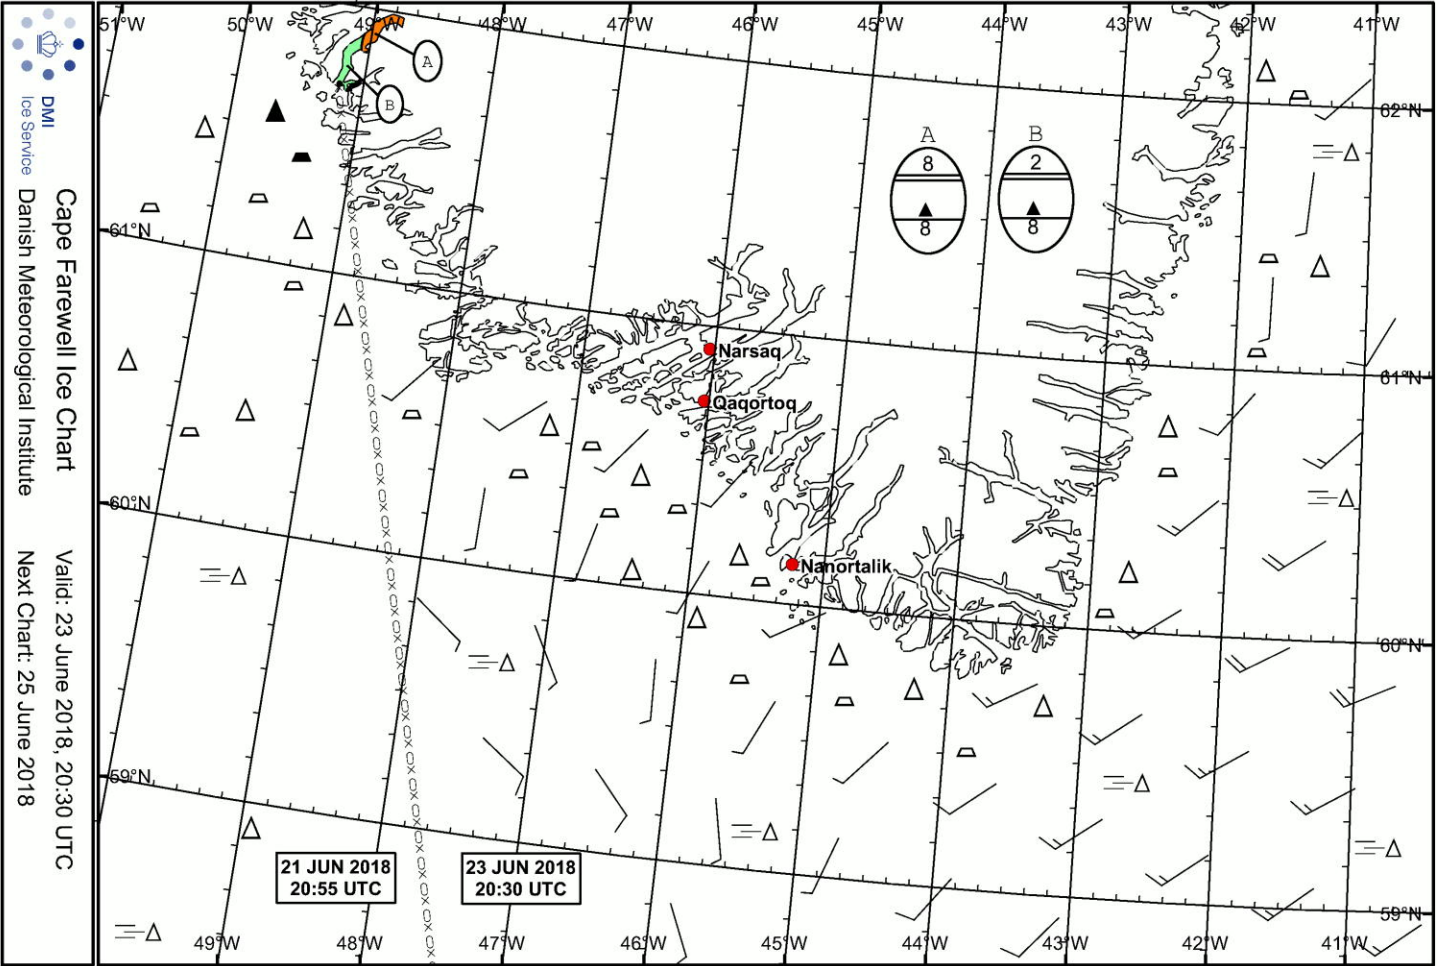 51°W 50°W 49°W 48°W 47°W 46°W 45°W 44°W 43°W 42°W 41°W
A
B
62°N
A B
8 2
8 8
61°N
Narsaq
61°N
Qaqortoq
60°N
Nanortalik
60°N
59°N
21 JUN 2018
20:55 UTC
23 JUN 2018
20:30 UTC
59°N
49°W 48°W 47°W 46°W 45°W 44°W 43°W 42°W 41°W
DMI
Ice Service
Cape Farewell Ice Chart
Danish Meteorological Institute
Valid: 23 June 2018, 20:30 UTC
Next Chart: 25 June 2018